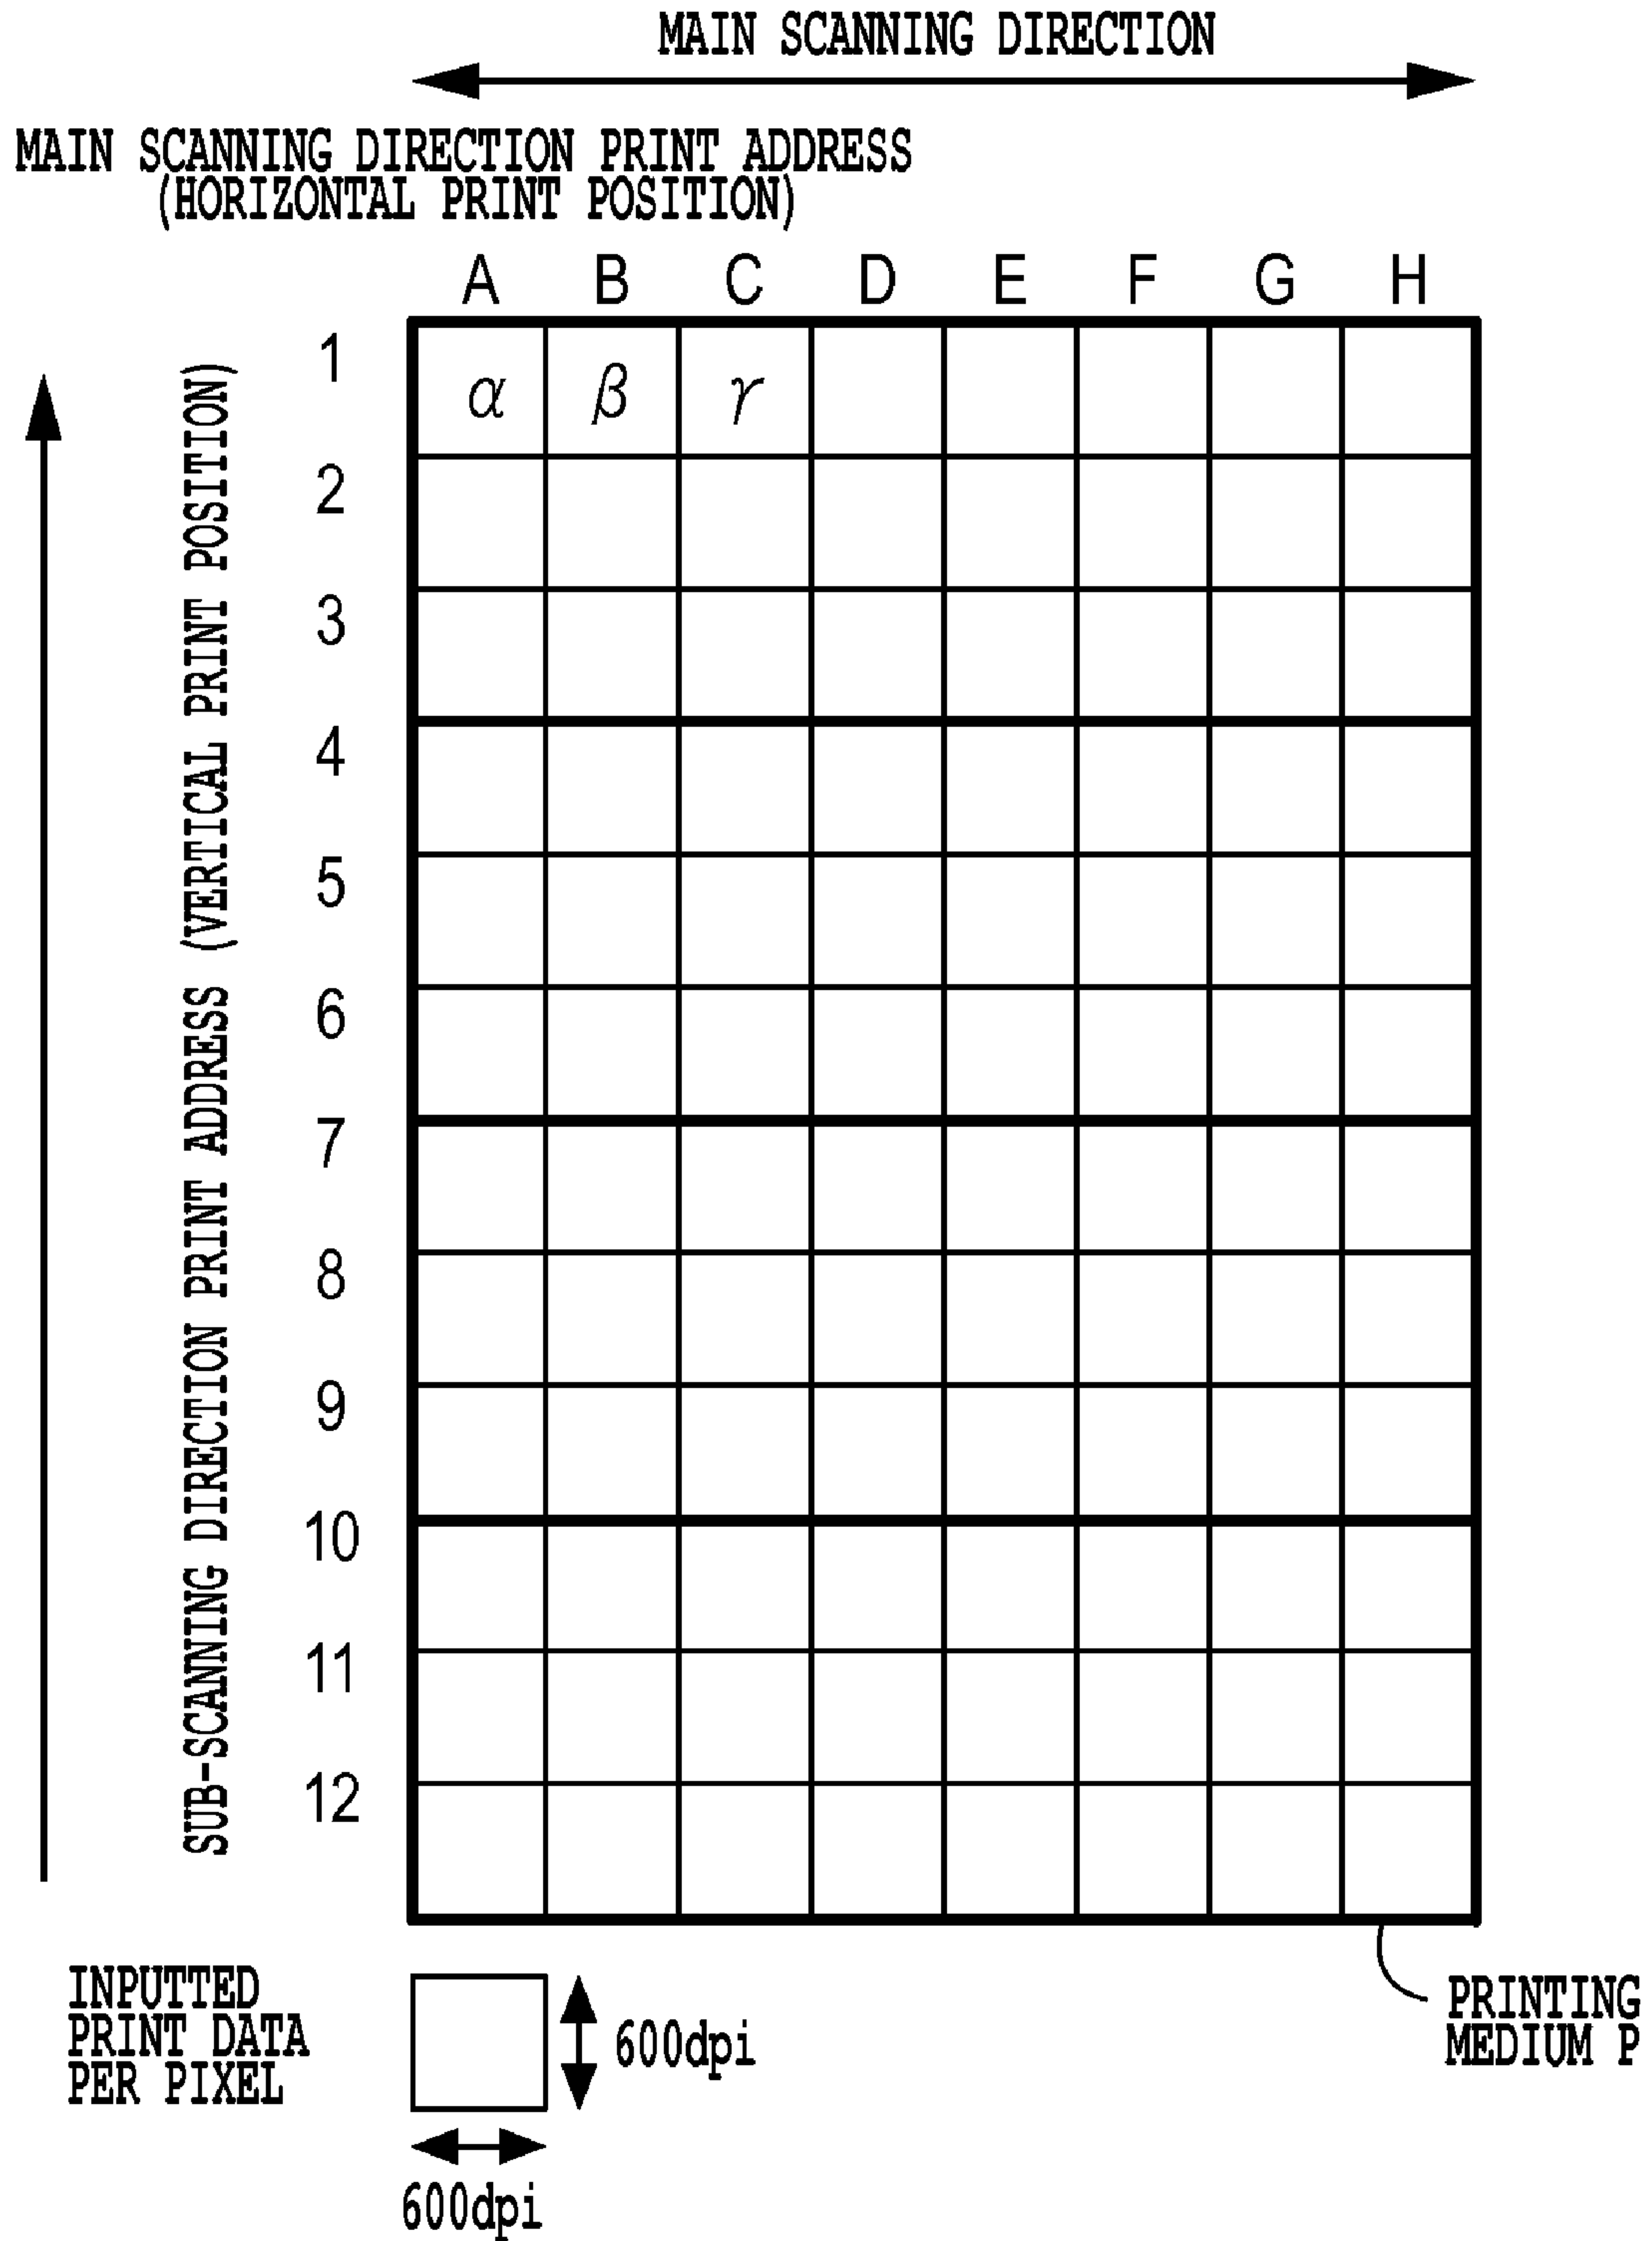 MAIN SCANNING DIRECTION
MAIN SCANNING DIRECTION PRINT ADDRESS
(HORIZONTAL PRINT POSITION)
A B C D E F G H
SUB-SCANNING DIRECTION PRINT ADDRESS (VERTICAL PRINT POSITION)
1
α β γ
2
3
4
5
6
7
8
9
10
11
12
INPUTTED
PRINT DATA
PER PIXEL
600dpi
600dpi
PRINTING
MEDIUM P